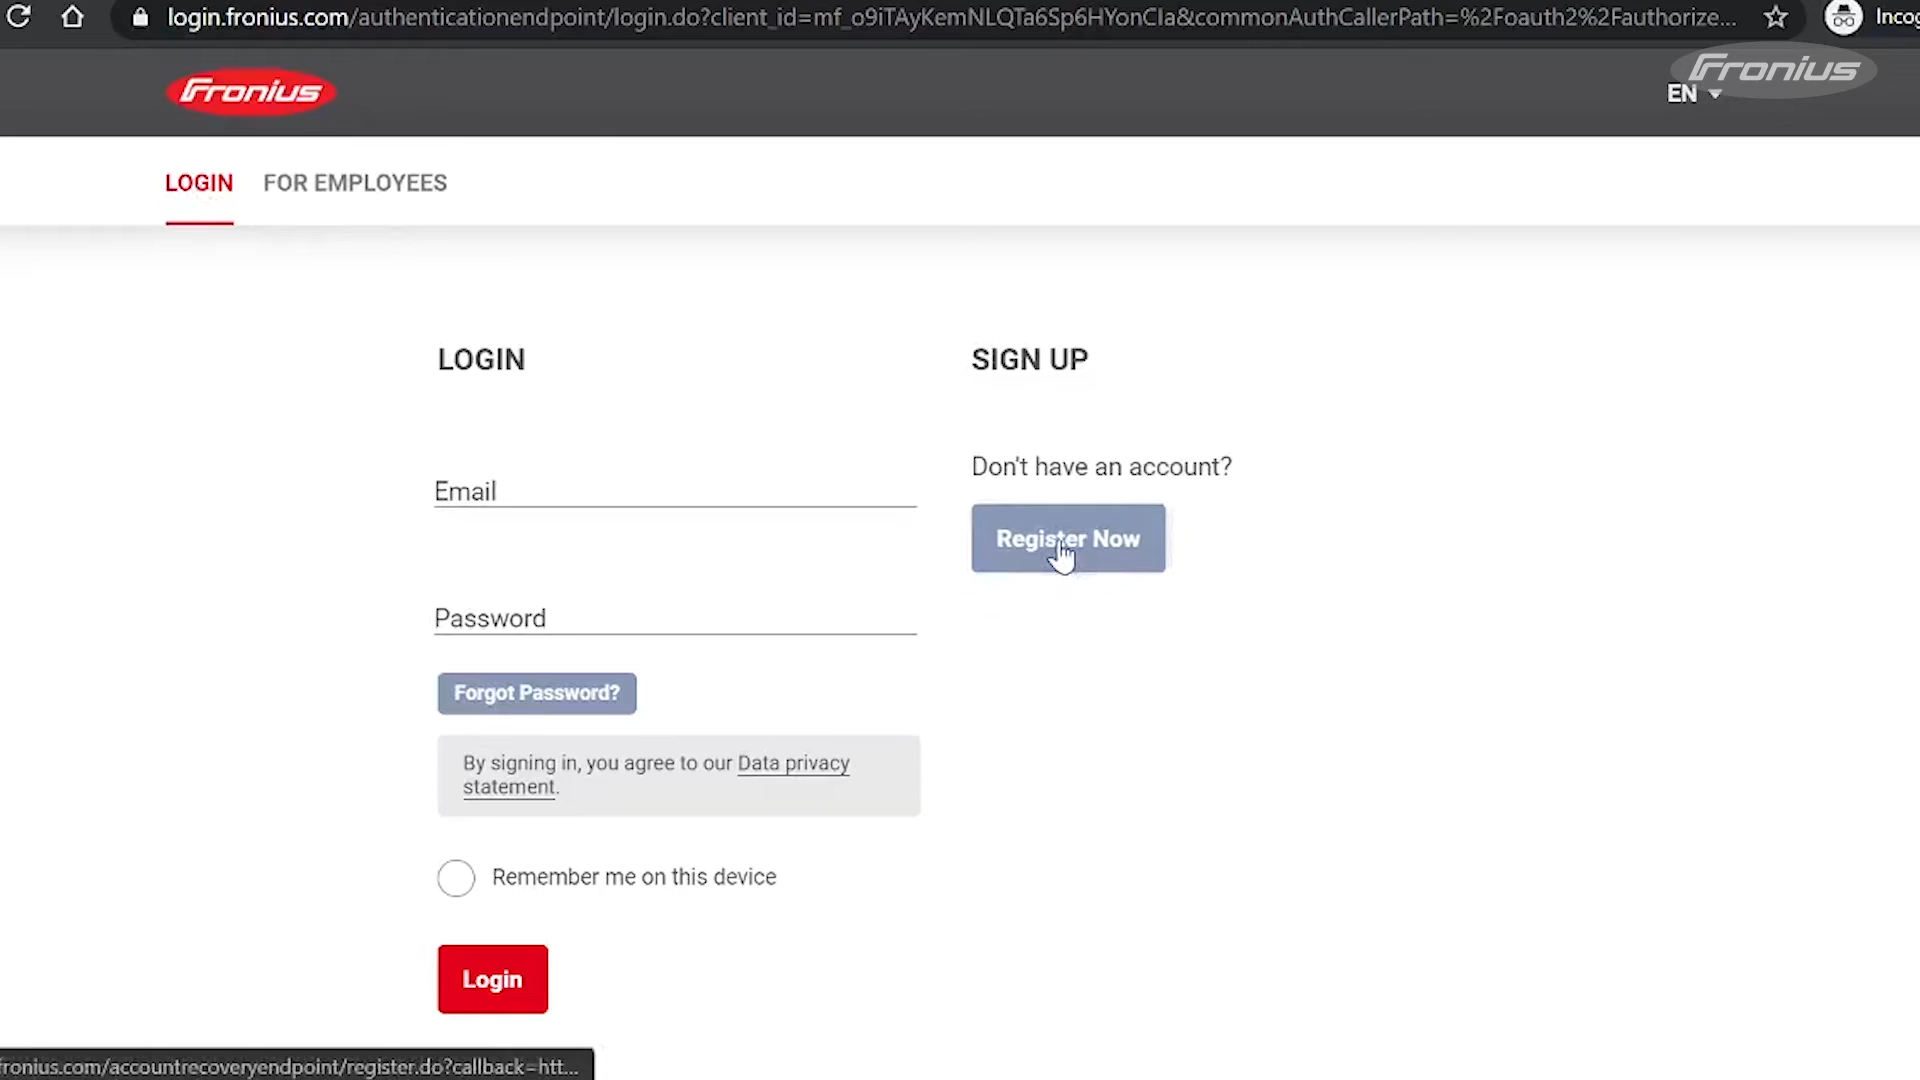 login.fronius.com/authenticationendpoint/login.do?client_id=mf_o9iTAyKemNLQTa6Sp6HYonCIa&commonAuthCallerPath=%2Foauth2%2Fauthorize...
Incog
Fronius
Fronius
EN
LOGIN
FOR EMPLOYEES
LOGIN
SIGN UP
Don't have an account?
Email
Register Now
Password
Forgot Password?
By signing in, you agree to our Data privacy
statement.
Remember me on this device
Login
fronius.com/accountrecoveryendpoint/register.do?callback=htt...